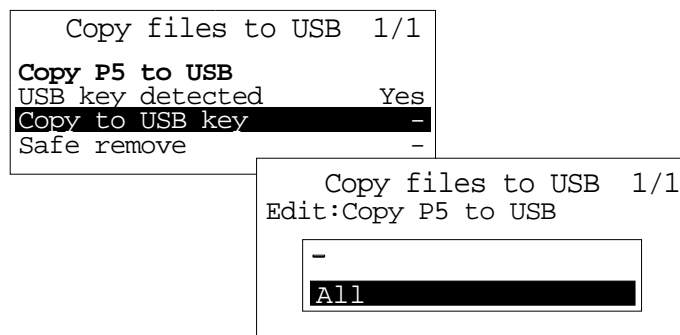 Copy files to USB 1/1
Copy P5 to USB
USB key detected Yes
Copy to USB key -
Safe remove -
Copy files to USB 1/1
Edit:Copy P5 to USB
-
All